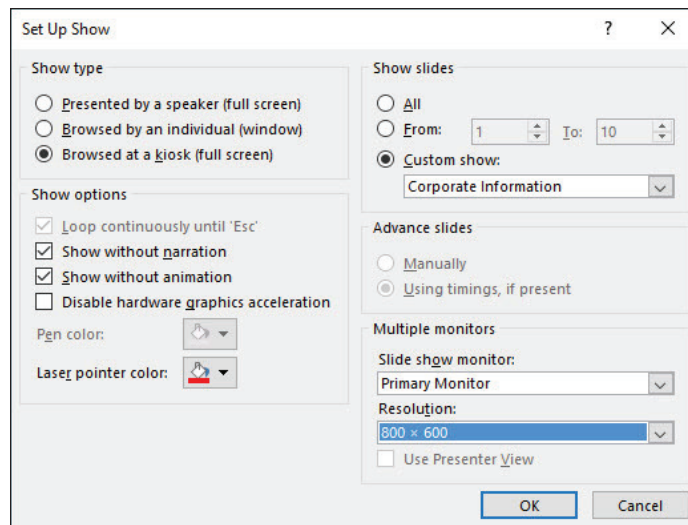 Set Up Show
Show type
Presented by a speaker (full screen)
Browsed by an individual (window)
Browsed at a kiosk (full screen)
Show options
Loop continuously until 'Esc'
Show without narration
Show without animation
Disable hardware graphics acceleration
Pen color:
Laser pointer color:
Show slides
All
From: 1 To: 10
Custom show:
Corporate Information
Advance slides
Manually
Using timings, if present
Multiple monitors
Slide show monitor:
Primary Monitor
Resolution:
800 × 600
Use Presenter View
OK Cancel